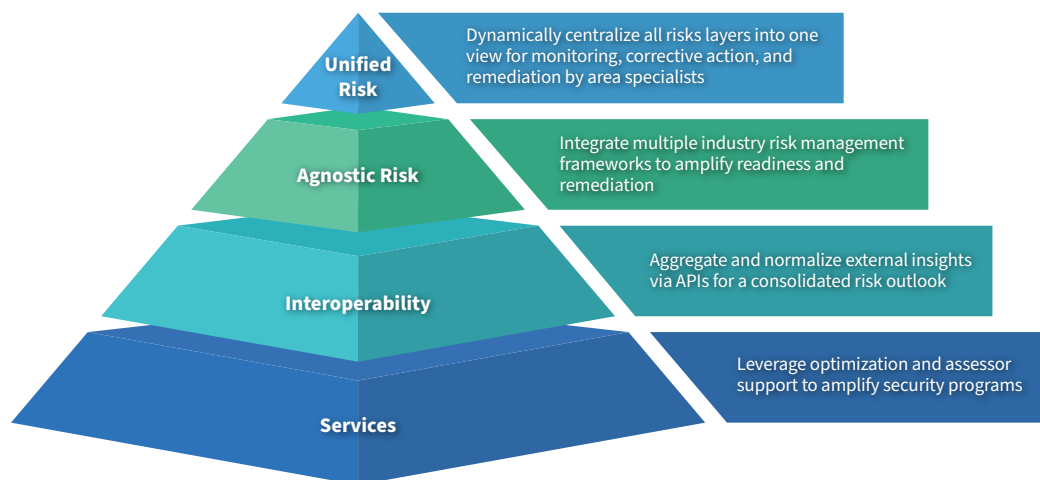 Unified
Risk
Dynamically centralize all risks layers into one
view for monitoring, corrective action, and
remediation by area specialists
Agnostic Risk
Integrate multiple industry risk management
frameworks to amplify readiness and
remediation
Interoperability
Aggregate and normalize external insights
via APIs for a consolidated risk outlook
Services
Leverage optimization and assessor
support to amplify security programs